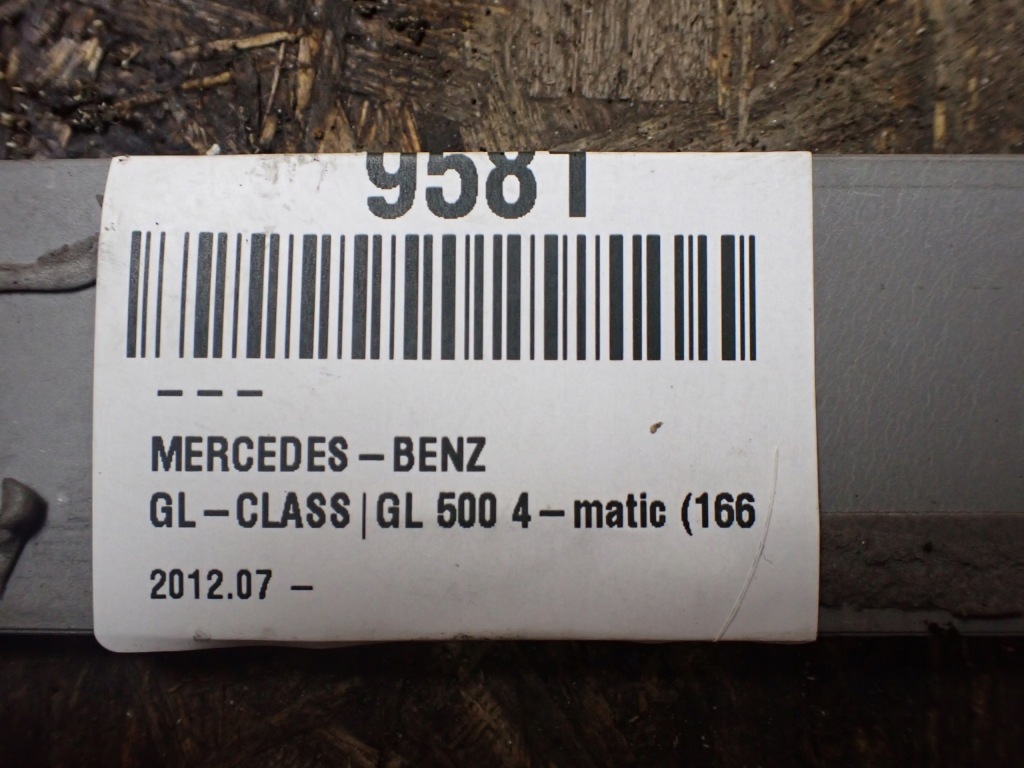 9581
---
MERCEDES-BENZ
GL-CLASS|GL 500 4-matic (166
2012.07 -